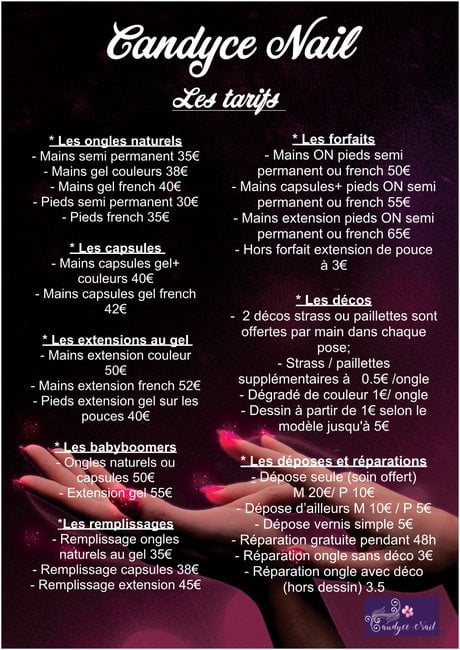 Candyce Nail
Les tarifs
* Les ongles naturels
- Mains semi permanent 35€
- Mains gel couleurs 38€
- Mains gel french 40€
- Pieds semi permanent 30€
- Pieds french 35€
* Les capsules
- Mains capsules gel+
couleurs 40€
- Mains capsules gel french
42€
* Les extensions au gel
- Mains extension couleur
50€
- Mains extension french 52€
- Pieds extension gel sur les
pouces 40€
* Les babyboomers
- Ongles naturels ou
capsules 50€
- Extension gel 55€
*Les remplissages
- Remplissage ongles
naturels au gel 35€
- Remplissage capsules 38€
- Remplissage extension 45€
* Les forfaits
- Mains ON pieds semi
permanent ou french 50€
- Mains capsules+ pieds ON semi
permanent ou french 55€
- Mains extension pieds ON semi
permanent ou french 65€
- Hors forfait extension de pouce
à 3€
* Les décos
- 2 décos strass ou paillettes sont
offertes par main dans chaque
pose;
- Strass / paillettes
supplémentaires à 0.5€ /ongle
- Dégradé de couleur 1€/ ongle
- Dessin à partir de 1€ selon le
modèle jusqu'à 5€
* Les déposes et réparations
- Dépose seule (soin offert)
M 20€/ P 10€
- Dépose d'ailleurs M 10€ / P 5€
- Dépose vernis simple 5€
- Réparation gratuite pendant 48h
- Réparation ongle sans déco 3€
- Réparation ongle avec déco
(hors dessin) 3.5
Candyce Nail